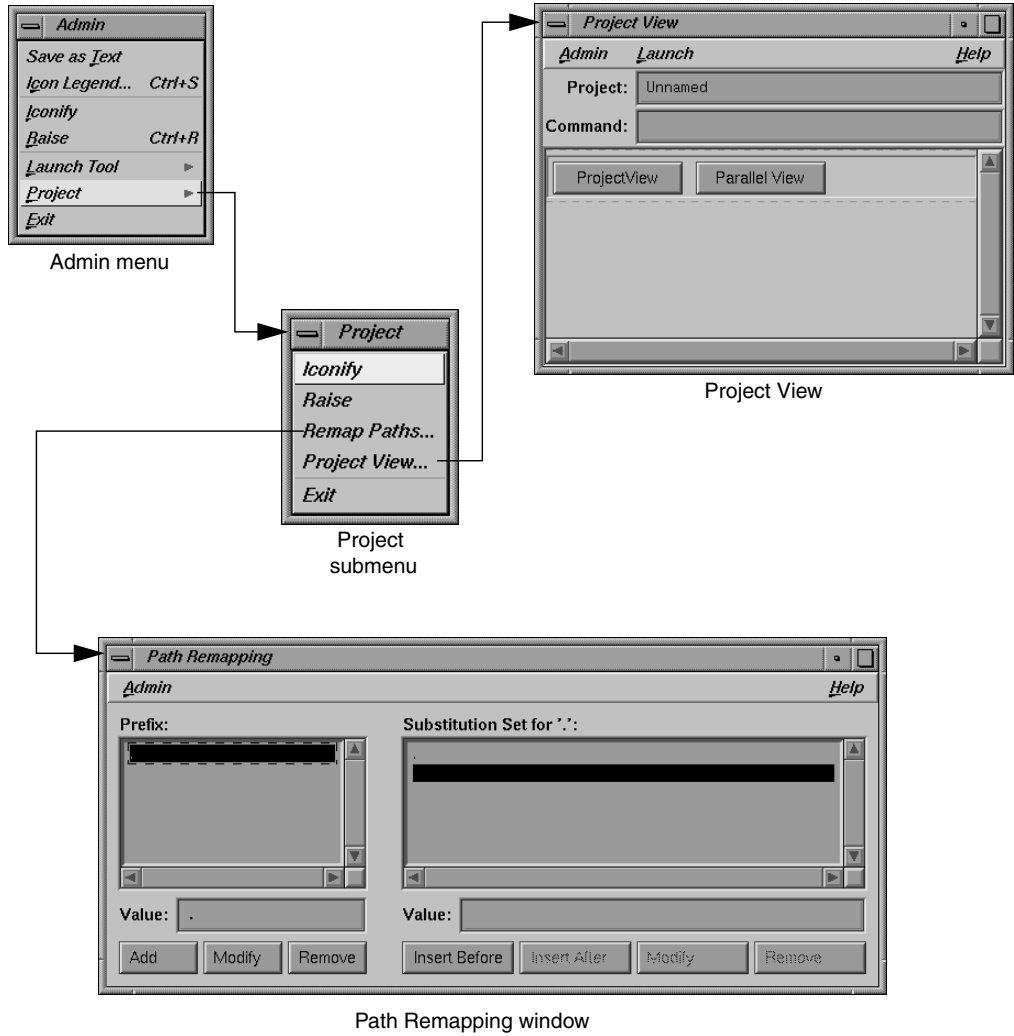 Admin
Save as Text
Icon Legend... Ctrl+S
Iconify
Raise Ctrl+R
Launch Tool
Project
Exit
Admin menu
Project View
Admin Launch Help
Project: Unnamed
Command:
ProjectView Parallel View
Project View
Project
Iconify
Raise
Remap Paths...
Project View...
Exit
Project
submenu
Path Remapping
Admin Help
Prefix: Substitution Set for '.':
.
Value: . Value:
Add Modify Remove Insert Before Insert After Modify Remove
Path Remapping window